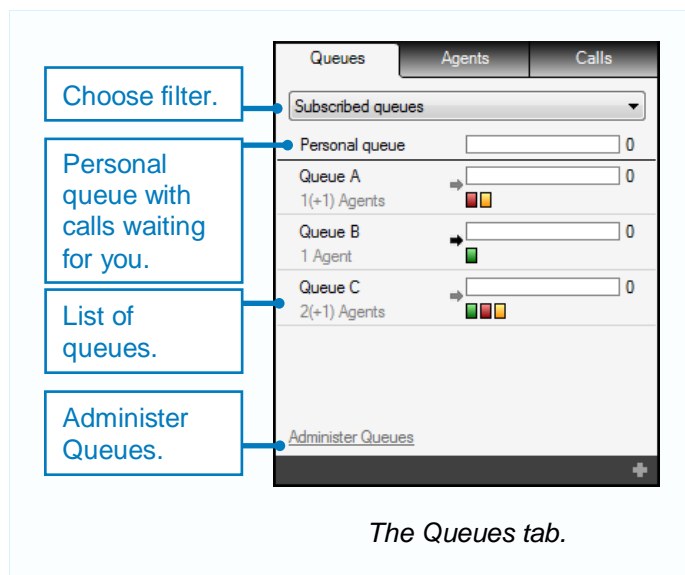 Queues Agents Calls
Choose filter.
Subscribed queues
Personal
queue with
calls waiting
for you.
Personal queue 0
Queue A 0
1(+1) Agents
Queue B 0
1 Agent
List of
queues.
Queue C 0
2(+1) Agents
Administer
Queues.
Administer Queues
The Queues tab.